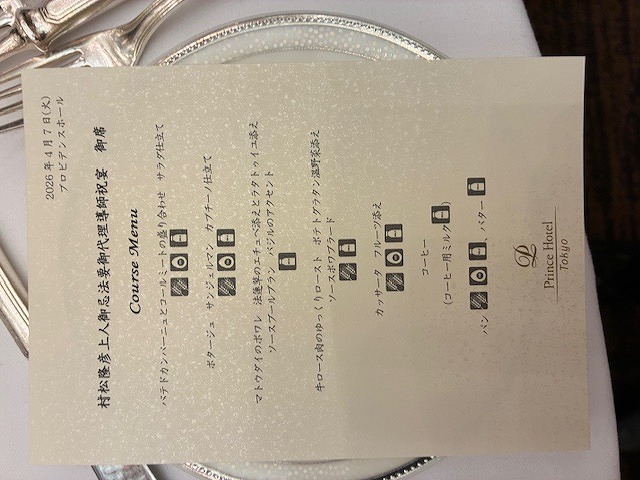 2026年4月7日(火)
プロビデンスホール
村松隆彦上人御忌法要御代理導師祝宴 御席
Course Menu
パテドカンパーニュとコールミートの盛り合わせ サラダ仕立て
ポタージュ サンジェルマン カプチーノ仕立て
マトウダイのポワレ 法蓮草のエチュベ添えとラタトゥイユ添え
ソースブールブラン バジルのアクセント
牛ロース肉のゆっくりロースト ポテトグラタン温野菜添え
ソースポワブラード
カッサータ フルーツ添え
コーヒー
(コーヒー用ミルク)
パン、バター
Prince Hotel
Tokyo